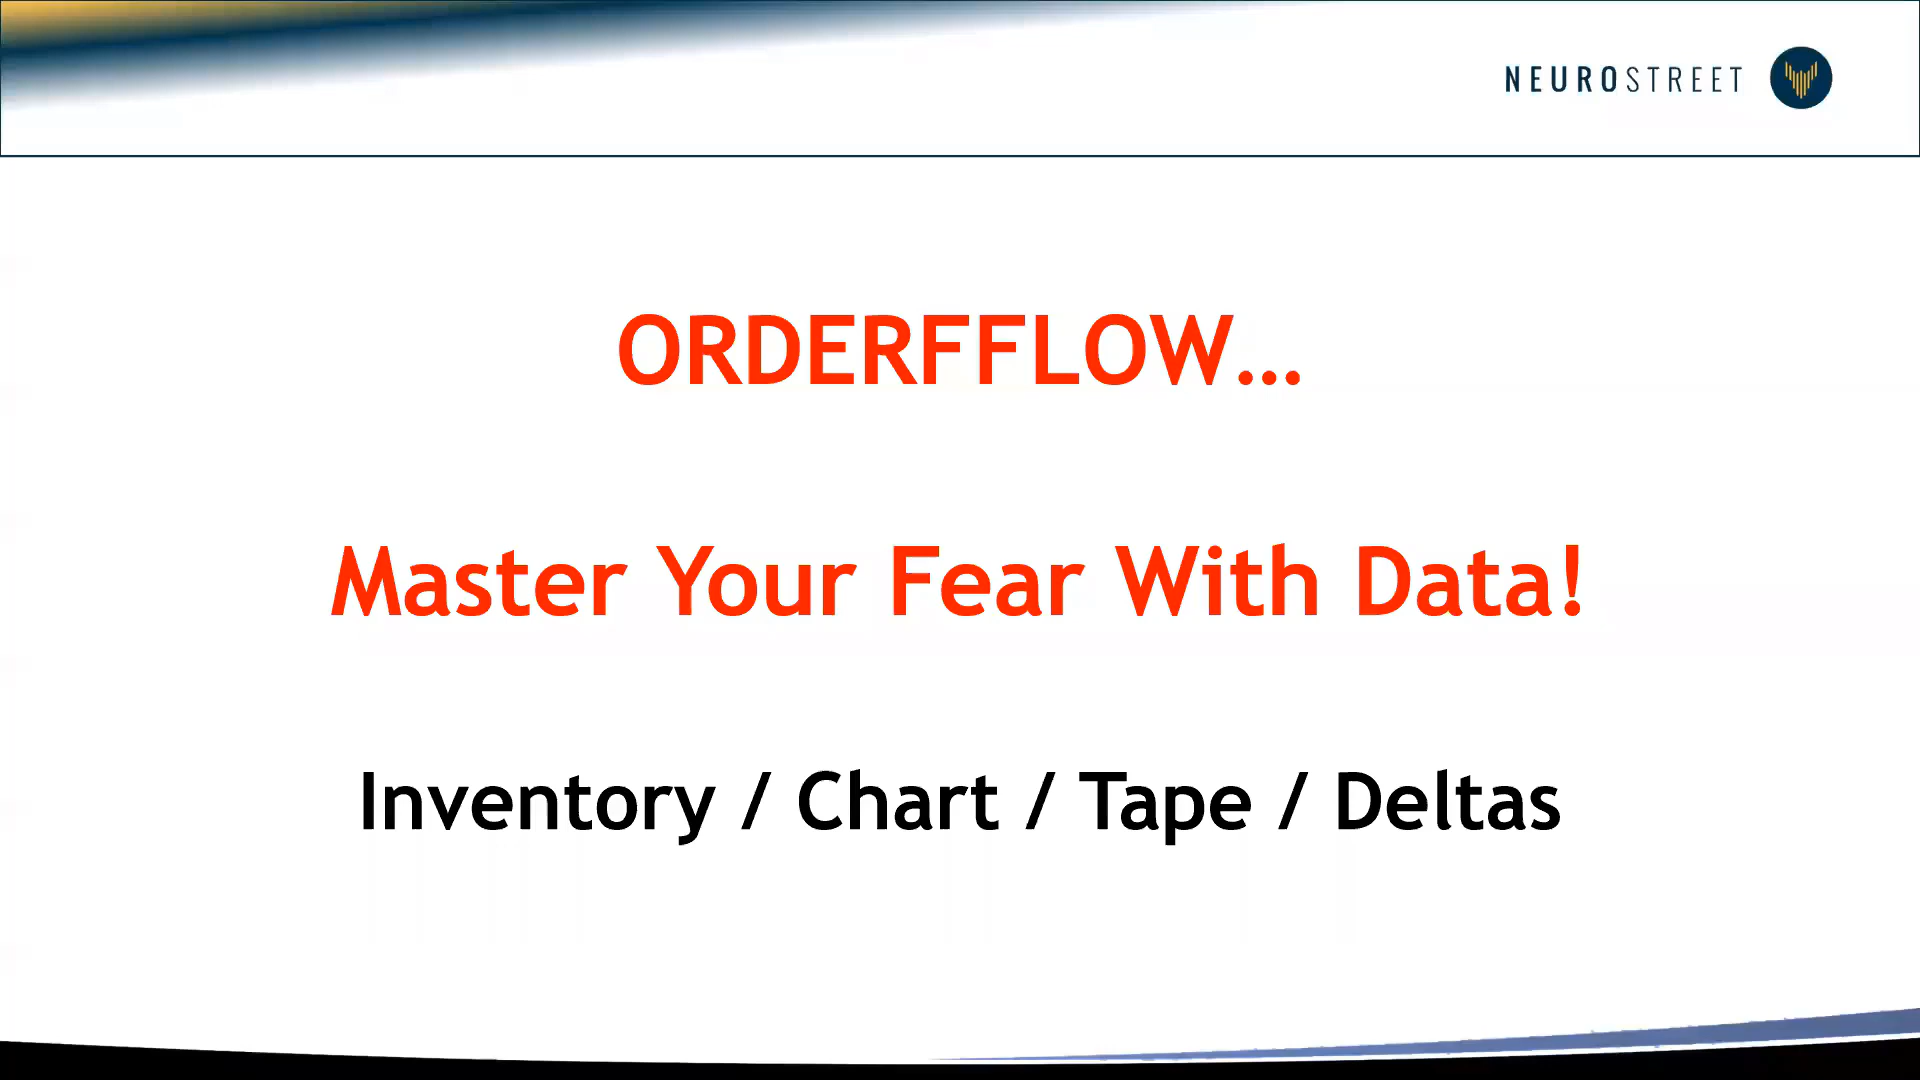 NEUROSTREET
ORDERFFLOW...
Master Your Fear With Data!
Inventory / Chart / Tape / Deltas